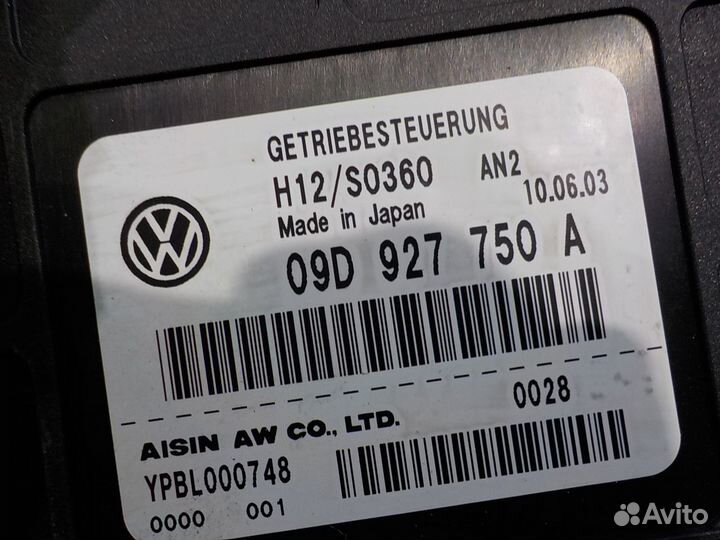 GETRIEBESTEUERUNG
H12/S0360 AN2 10.06.03
Made in Japan
09D 927 750 A
0028
AISIN AW CO., LTD.
YPBL000748
0000 001
Avito